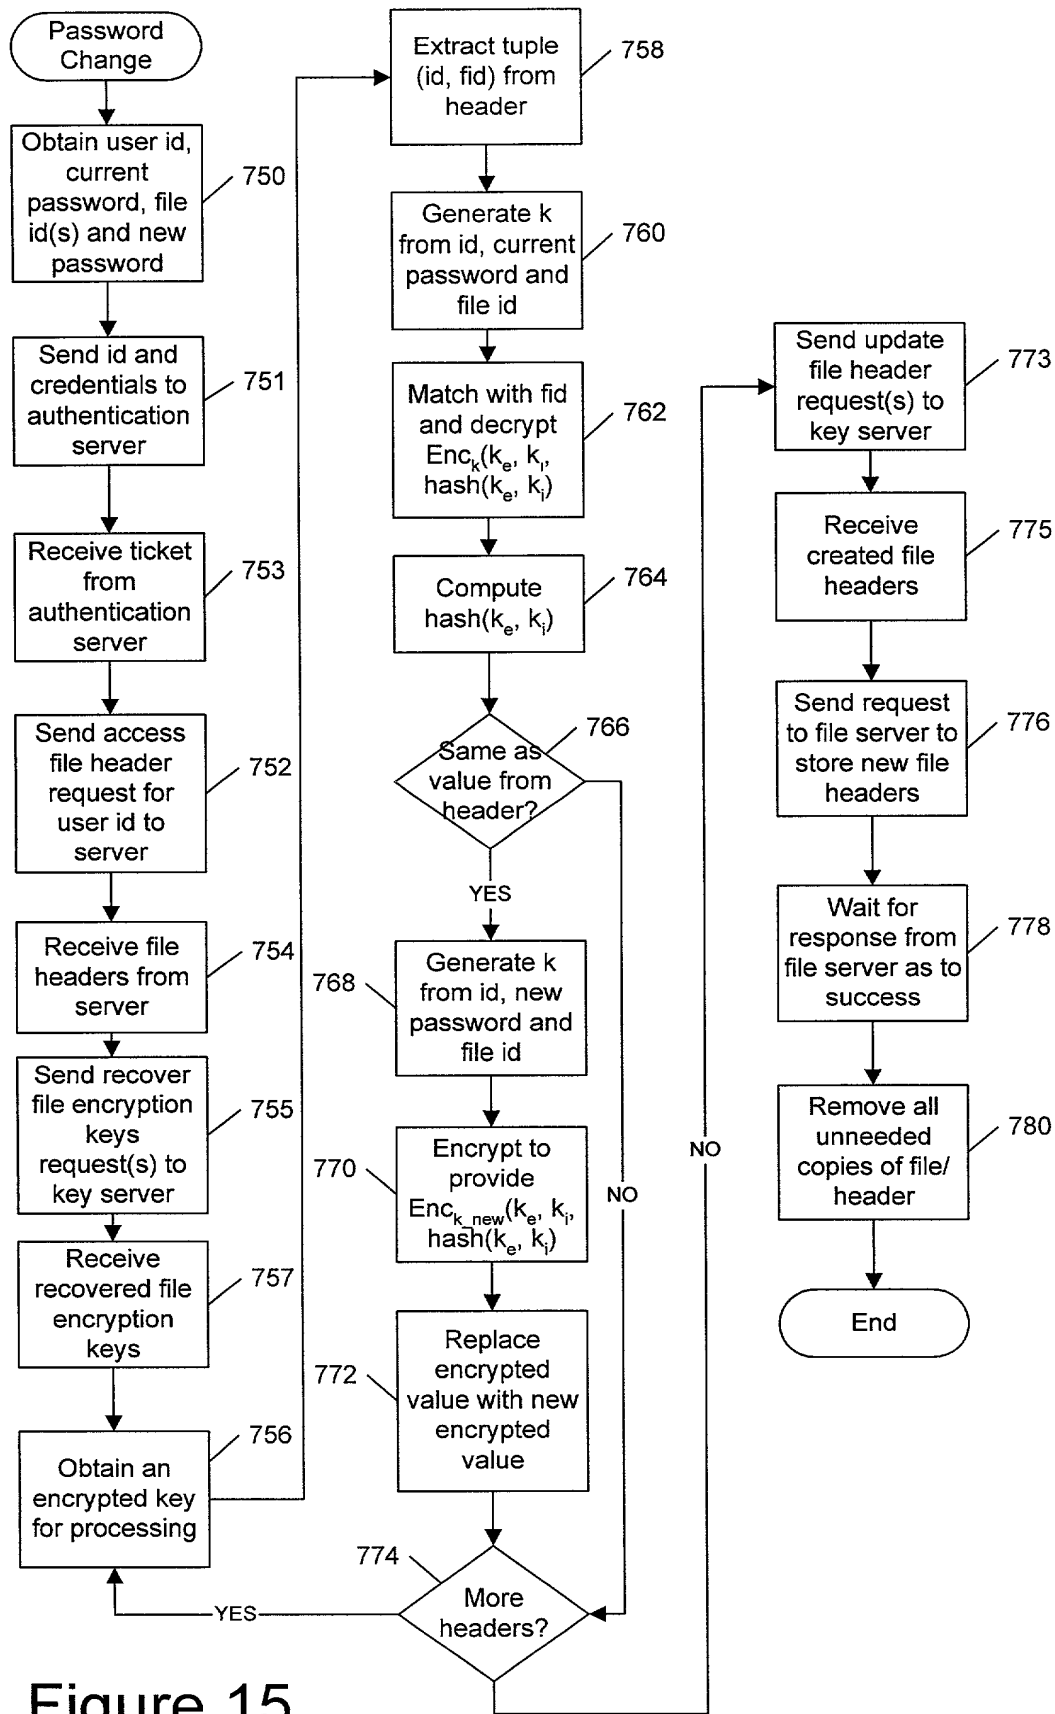 Password
Change
Obtain user id,
current
password, file
id(s) and new
password
750
Send id and
credentials to
authentication
server
751
Receive ticket
from
authentication
server
753
Send access
file header
request for
user id to
server
752
Receive file
headers from
server
754
Send recover
file encryption
keys
request(s) to
key server
755
Receive
recovered file
encryption
keys
757
Obtain an
encrypted key
for processing
756
Extract tuple
(id, fid) from
header
758
Generate k
from id, current
password and
file id
760
Match with fid
and decrypt
Enck(ke, ki,
hash(ke, ki)
762
Compute
hash(ke, ki)
764
Same as
value from
header?
766
YES
NO
Generate k
from id, new
password and
file id
768
Encrypt to
provide
Enck_new(ke, ki,
hash(ke, ki)
770
Replace
encrypted
value with new
encrypted
value
772
More
headers?
774
YES
NO
Send update
file header
request(s) to
key server
773
Receive
created file
headers
775
Send request
to file server to
store new file
headers
776
Wait for
response from
file server as to
success
778
Remove all
unneeded
copies of file/
header
780
End
Figure 15